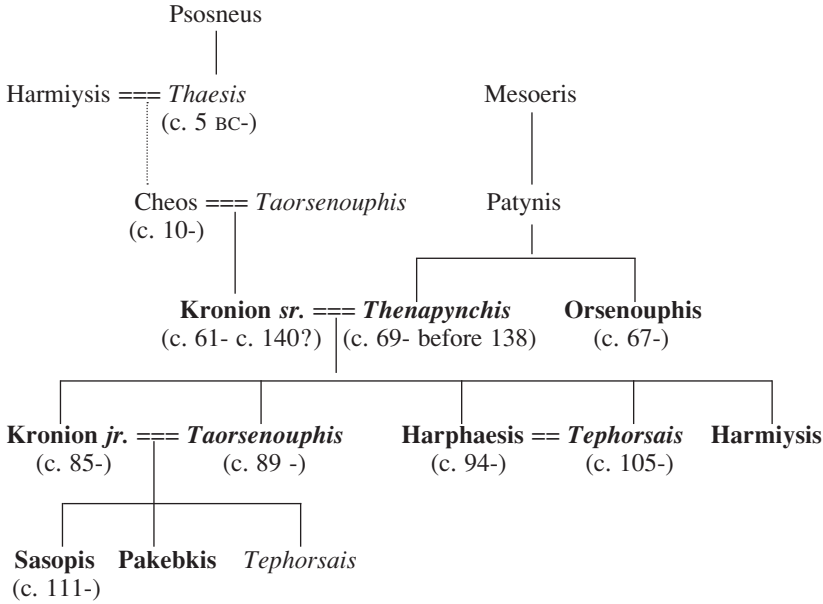 Psosneus
Harmiysis === Thaesis Mesoeris
(c. 5 BC-)
Cheos === Taorsenouphis Patynis
(c. 10-)
Kronion sr. === Thenapynchis Orsenouphis
(c. 61- c. 140?) (c. 69- before 138) (c. 67-)
Kronion jr. === Taorsenouphis Harphaesis == Tephorsais Harmiysis
(c. 85-) (c. 89 -) (c. 94-) (c. 105-)
Sasopis Pakebkis Tephorsais
(c. 111-)